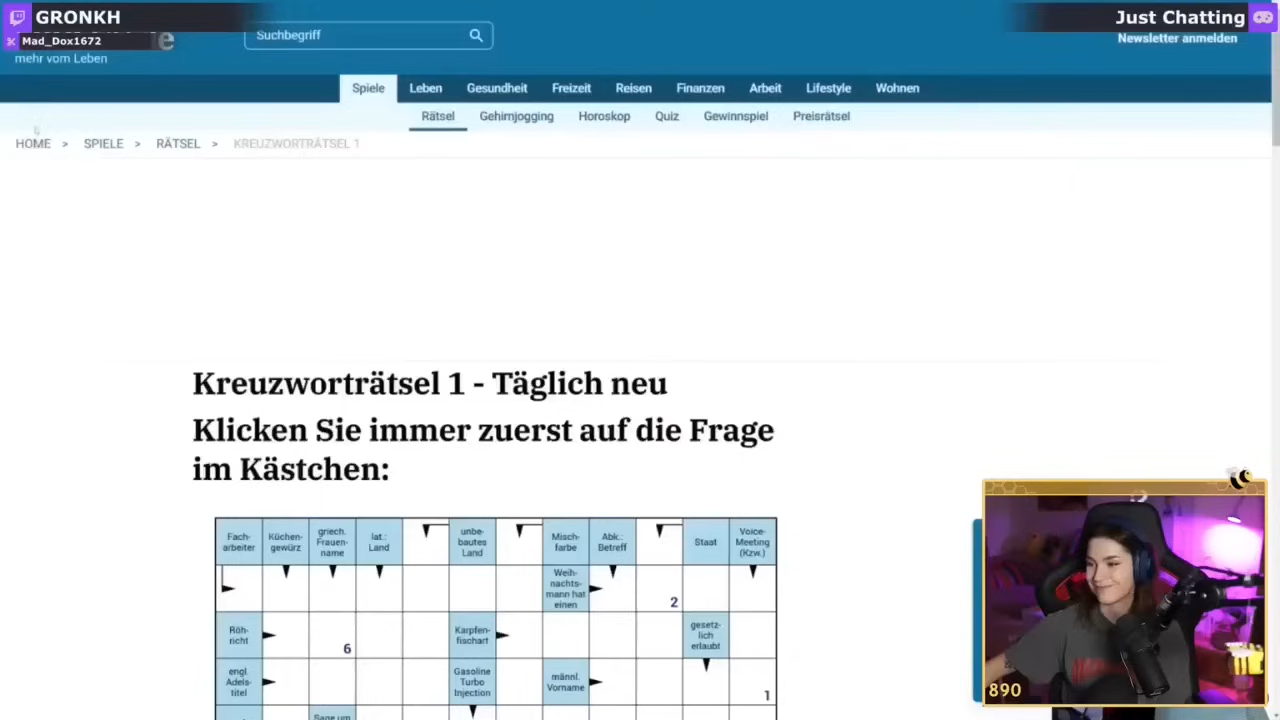 GRONKH
Just Chatting
Mad_Dox1672
e
mehr vom Leben
Suchbegriff
Newsletter anmelden
Spiele Leben Gesundheit Freizeit Reisen Finanzen Arbeit Lifestyle Wohnen
Rätsel Gehirnjogging Horoskop Quiz Gewinnspiel Preisrätsel
HOME > SPIELE > RÄTSEL > KREUZWORTRÄTSEL 1
Kreuzworträtsel 1 - Täglich neu
Klicken Sie immer zuerst auf die Frage
im Kästchen:
Fach-
arbeiter
Küchen-
gewürz
griech.
Frauen-
name
lat.:
Land
unbe-
bautes
Land
Misch-
farbe
Abk.:
Betreff
Staat
Voice-
Meeting
(Kzw.)
Weih-
nachts-
mann hat
einen
2
Röh-
richt
6
Karpfen-
fischart
gesetz-
lich
erlaubt
engl.
Adels-
titel
Gasoline
Turbo
Injection
männl.
Vorname
1
Sage um
890